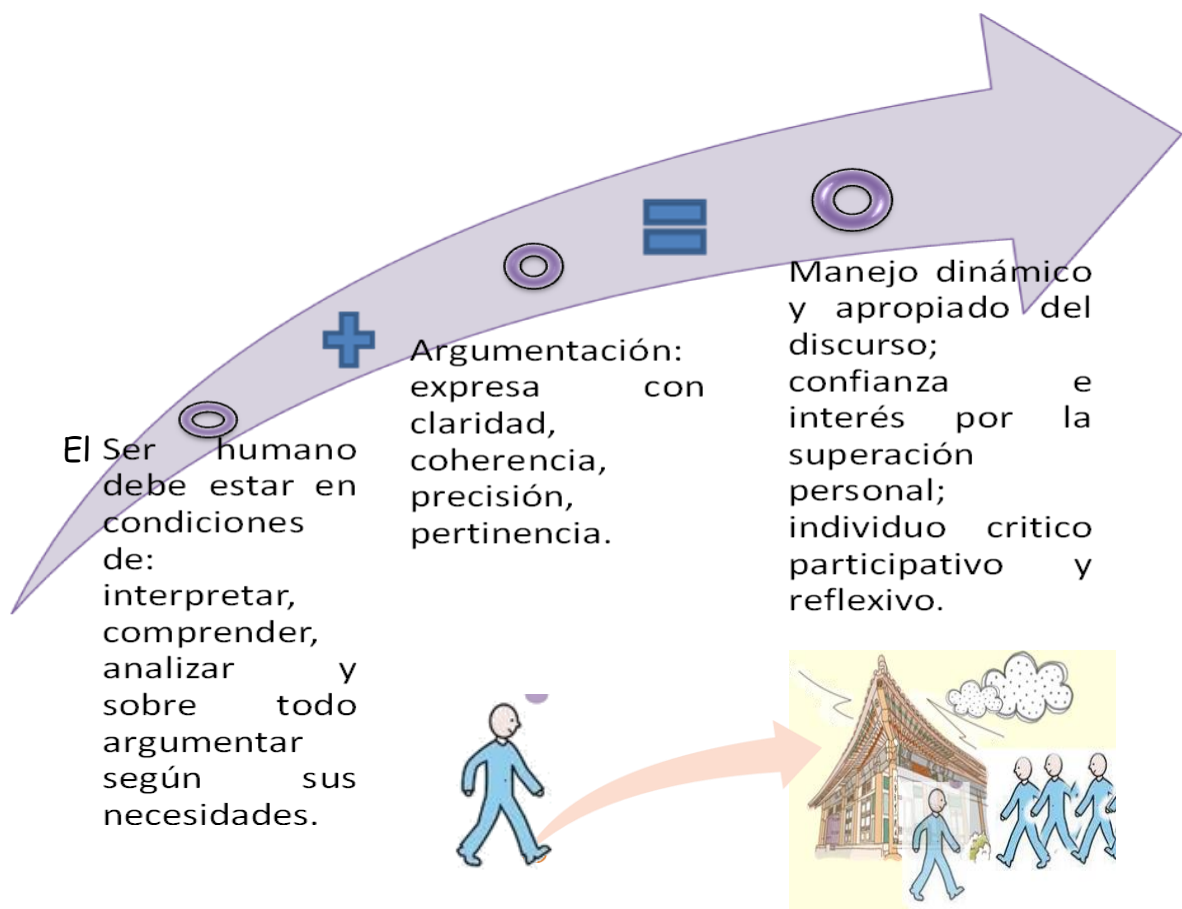 El Ser humano
debe estar en
condiciones
de:
interpretar,
comprender,
analizar y
sobre todo
argumentar
según sus
necesidades.
Argumentación:
expresa con
claridad,
coherencia,
precisión,
pertinencia.
Manejo dinámico
y apropiado del
discurso;
confianza e
interés por la
superación
personal;
individuo critico
participativo y
reflexivo.